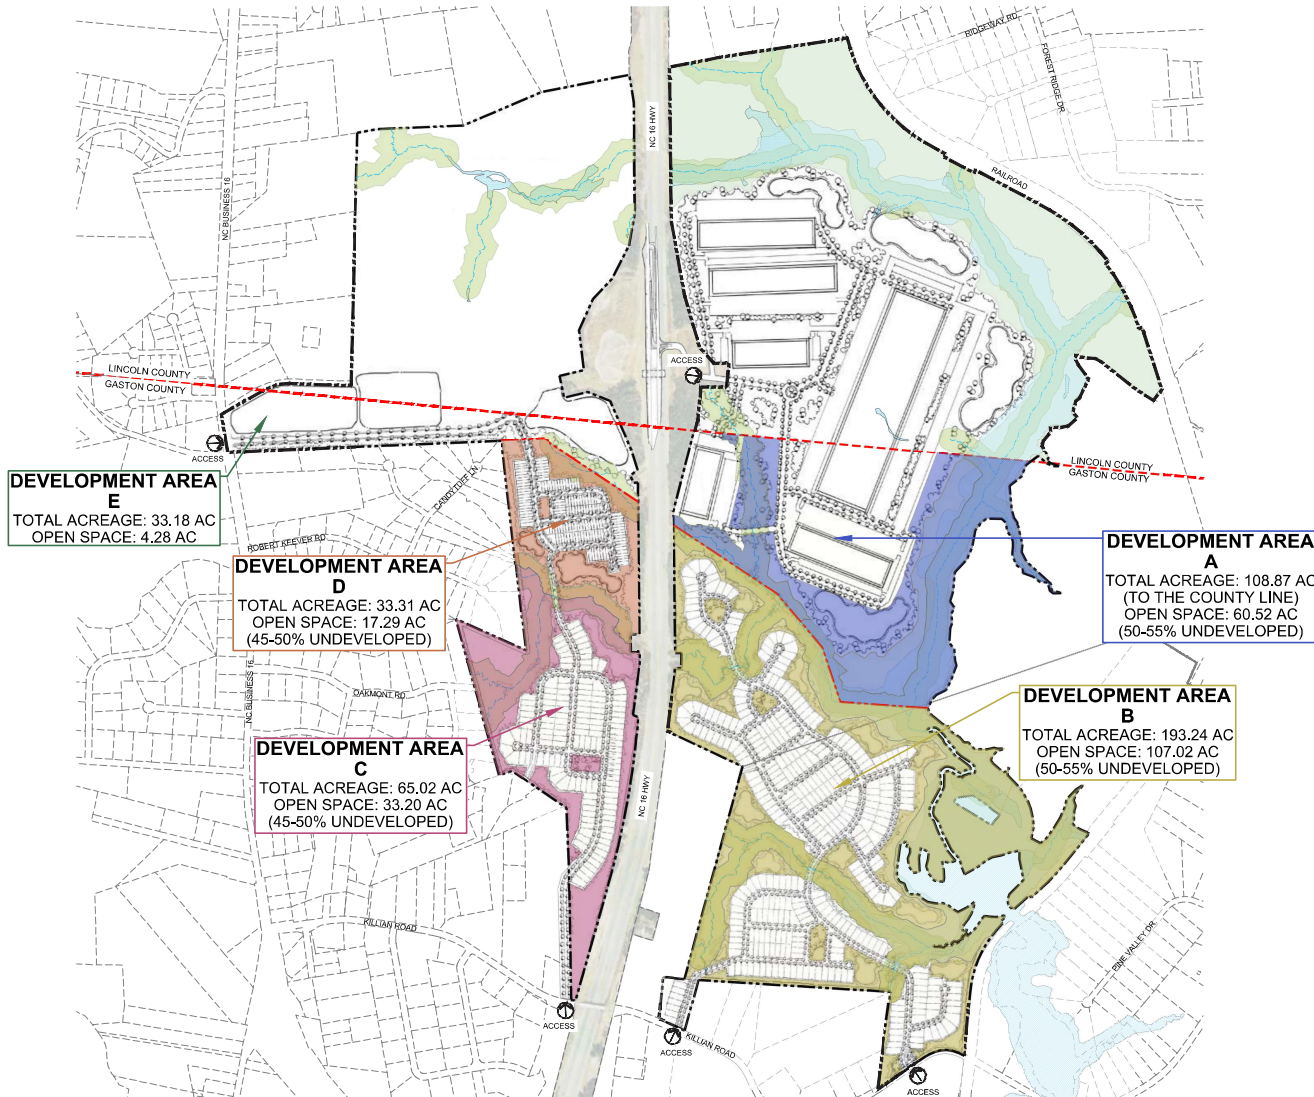 RIDGEWAY RD
FOREST RIDGE DR
NC 16 HWY
RAILROAD
NC BUSINESS 16
ACCESS
LINCOLN COUNTY
GASTON COUNTY
ACCESS
LINCOLN COUNTY
GASTON COUNTY
CANDYTUFT LN
DEVELOPMENT AREA
E
TOTAL ACREAGE: 33.18 AC
OPEN SPACE: 4.28 AC
ROBERT KEEVER RD
DEVELOPMENT AREA
D
TOTAL ACREAGE: 33.31 AC
OPEN SPACE: 17.29 AC
(45-50% UNDEVELOPED)
DEVELOPMENT AREA
A
TOTAL ACREAGE: 108.87 AC
(TO THE COUNTY LINE)
OPEN SPACE: 60.52 AC
(50-55% UNDEVELOPED)
NC BUSINESS 16
OAKMONT RD
DEVELOPMENT AREA
B
TOTAL ACREAGE: 193.24 AC
OPEN SPACE: 107.02 AC
(50-55% UNDEVELOPED)
DEVELOPMENT AREA
C
TOTAL ACREAGE: 65.02 AC
OPEN SPACE: 33.20 AC
(45-50% UNDEVELOPED)
NC 16 HWY
KILLIAN ROAD
PINE VALLEY DR
ACCESS
ACCESS
KILLIAN ROAD
ACCESS